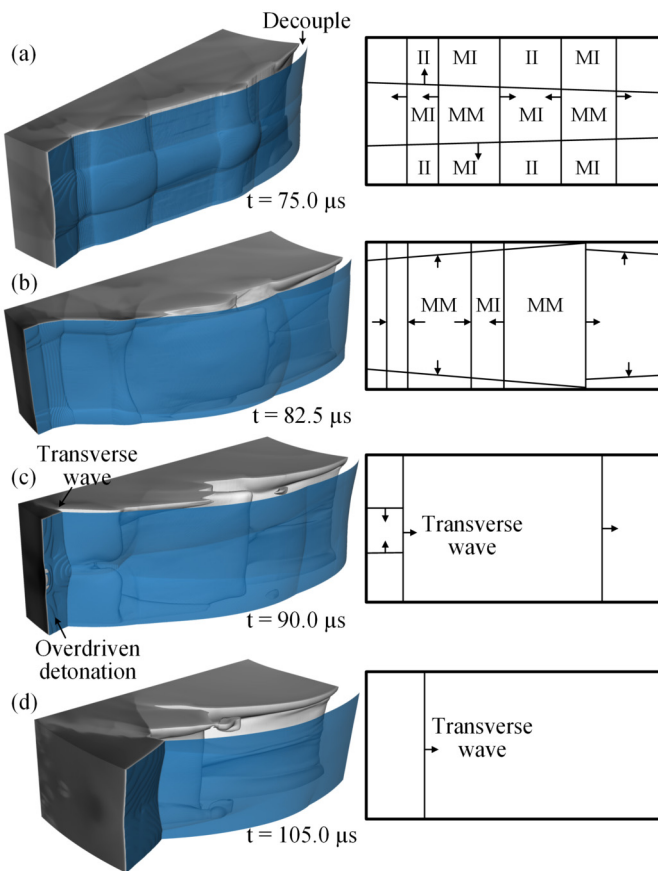 Decouple
(a)
II MI II MI
MI MM MI MM
II MI II MI
t = 75.0 µs
(b)
MM MI MM
t = 82.5 µs
(c)
Transverse
wave
Transverse
wave
t = 90.0 µs
Overdriven
detonation
(d)
Transverse
wave
t = 105.0 µs